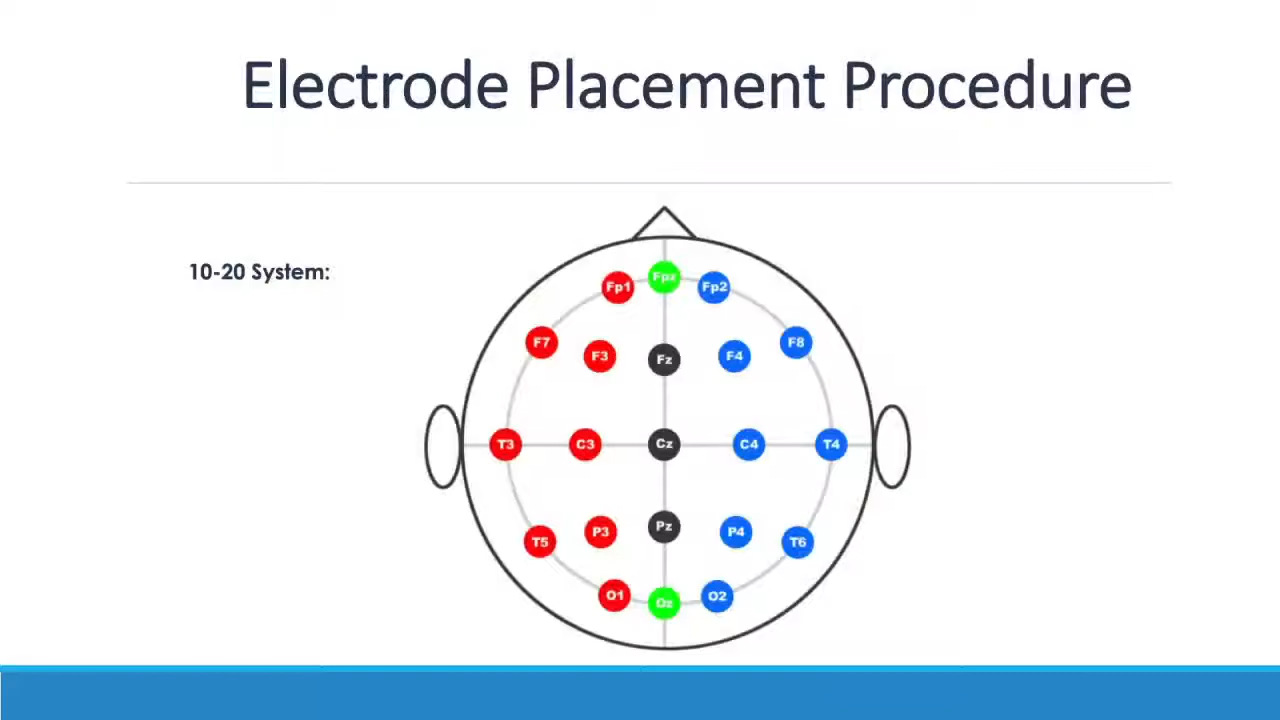 Electrode Placement Procedure
10-20 System:
Fp1 Fpz Fp2
F7 F3 Fz F4 F8
T3 C3 Cz C4 T4
T5 P3 Pz P4 T6
O1 Oz O2